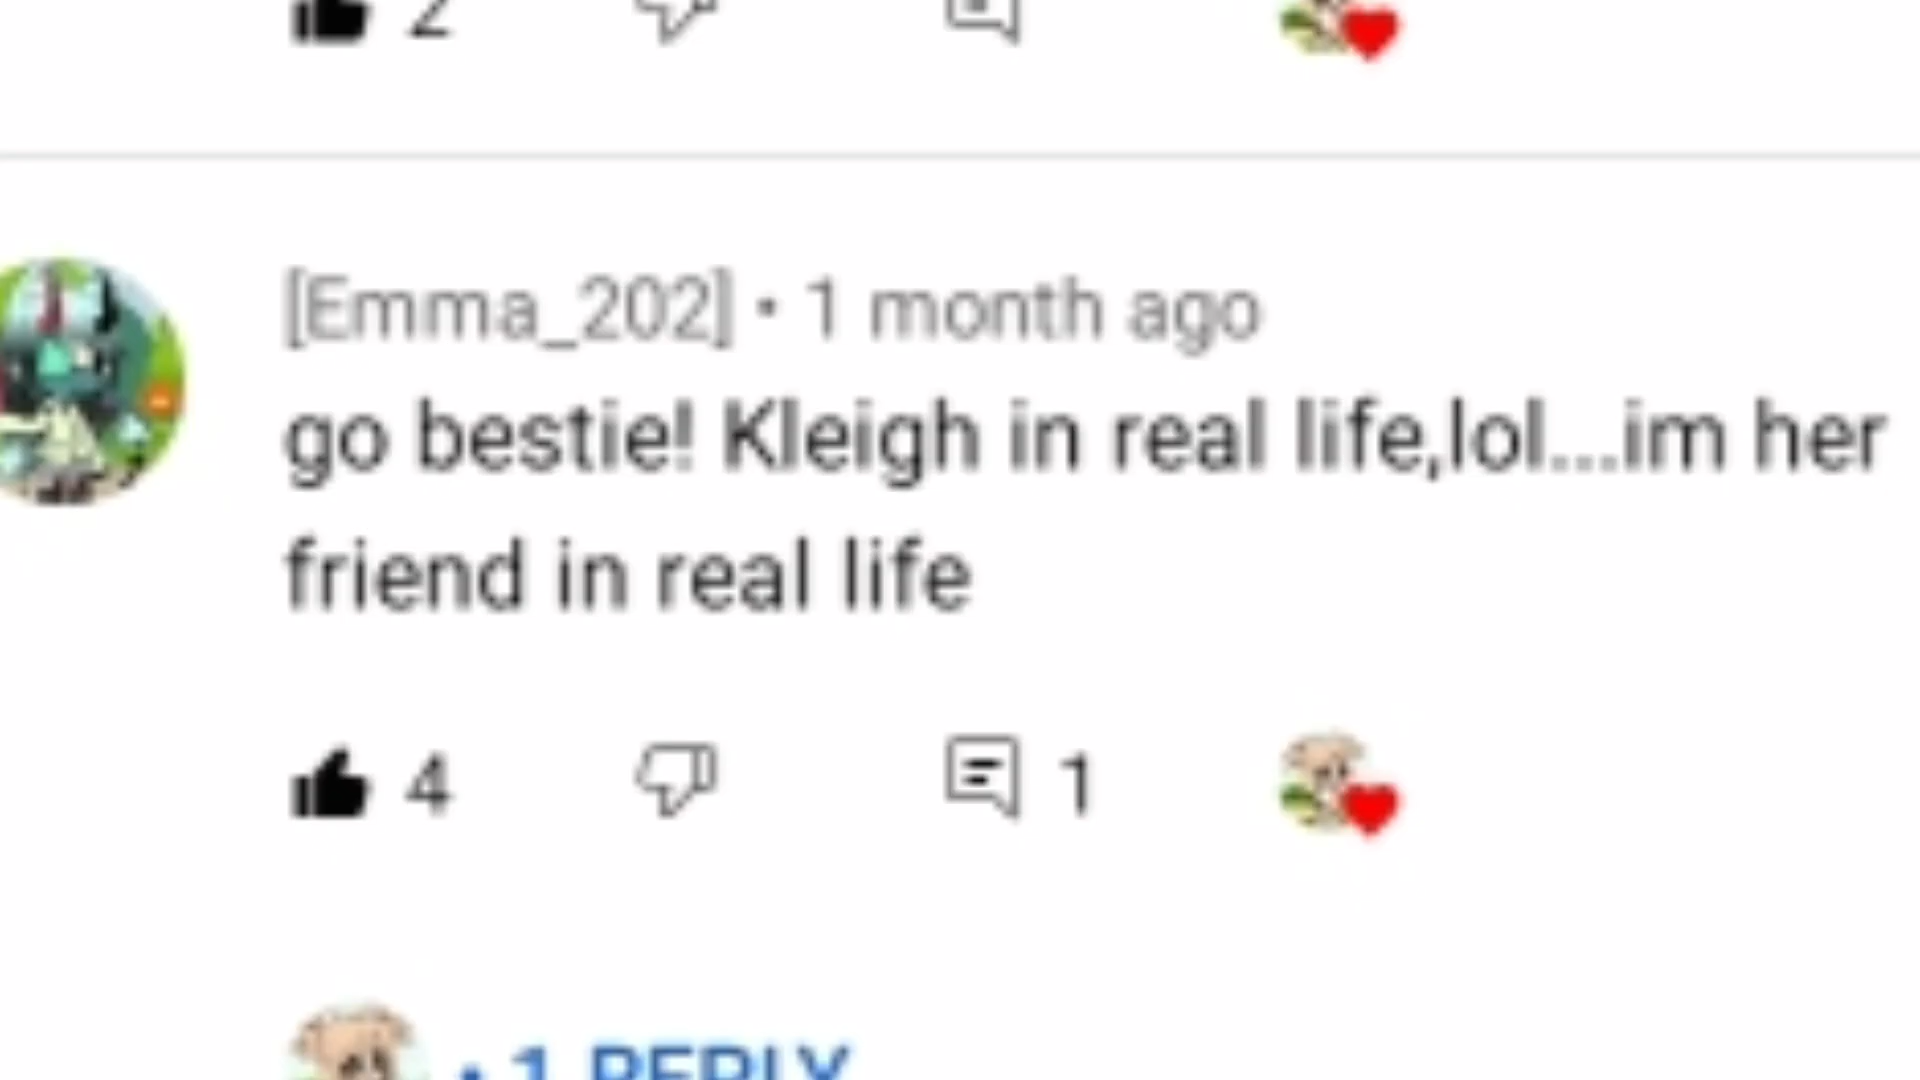 2
[Emma_202] • 1 month ago
go bestie! Kleigh in real life,lol...im her
friend in real life
4 1
• 1 REPLY